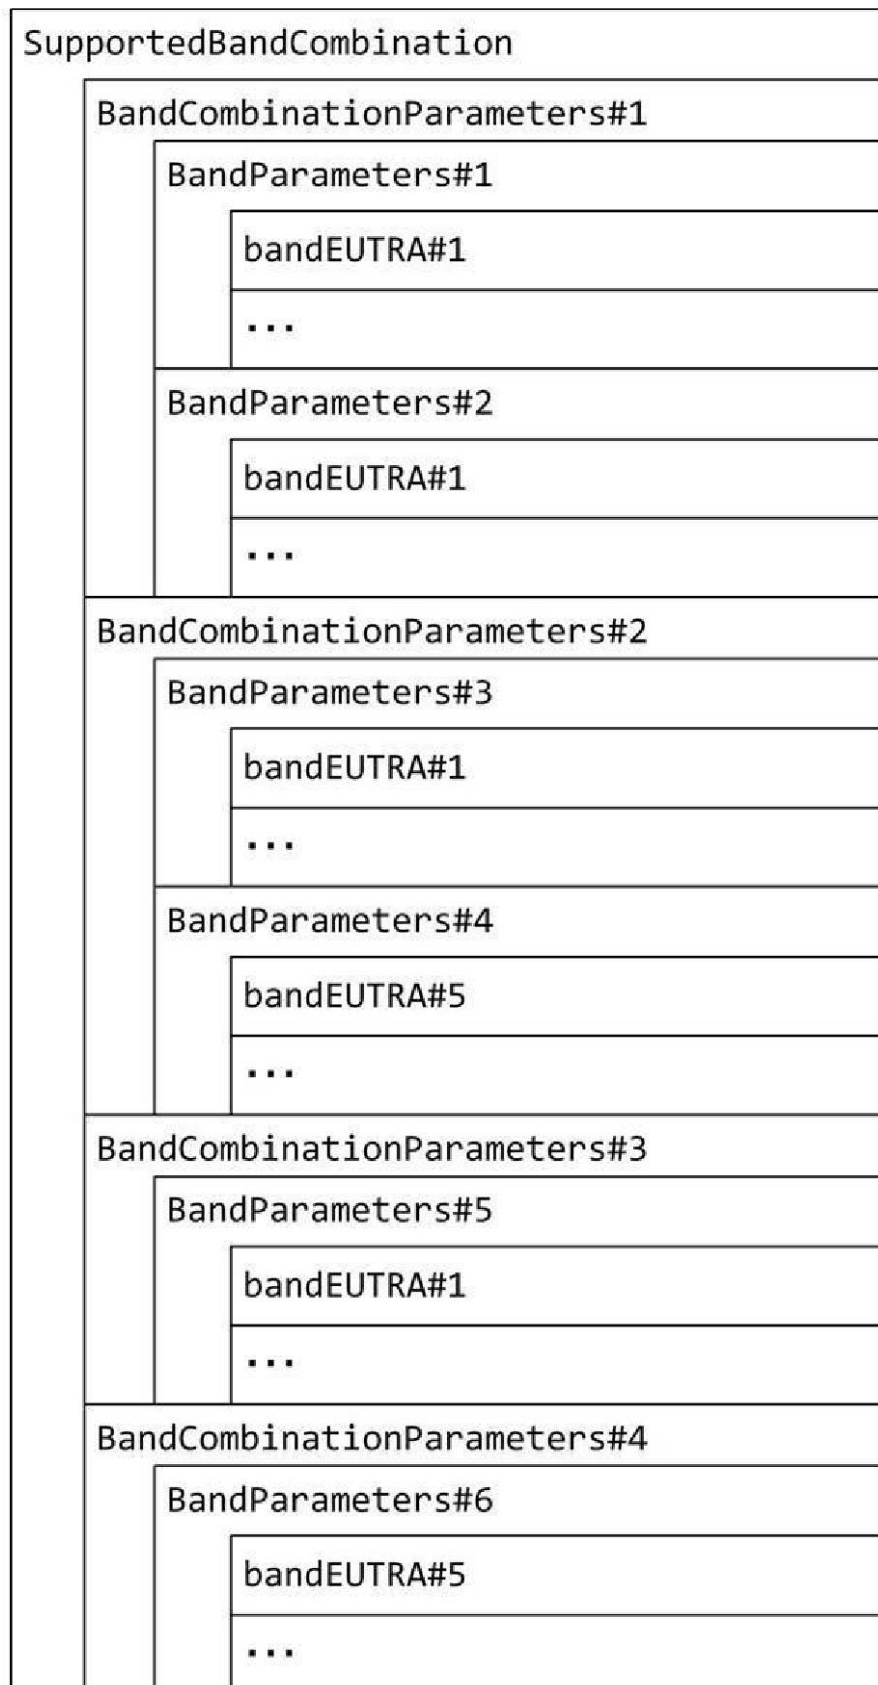 SupportedBandCombination
BandCombinationParameters#1
BandParameters#1
bandEUTRA#1
...
BandParameters#2
bandEUTRA#1
...
BandCombinationParameters#2
BandParameters#3
bandEUTRA#1
...
BandParameters#4
bandEUTRA#5
...
BandCombinationParameters#3
BandParameters#5
bandEUTRA#1
...
BandCombinationParameters#4
BandParameters#6
bandEUTRA#5
...